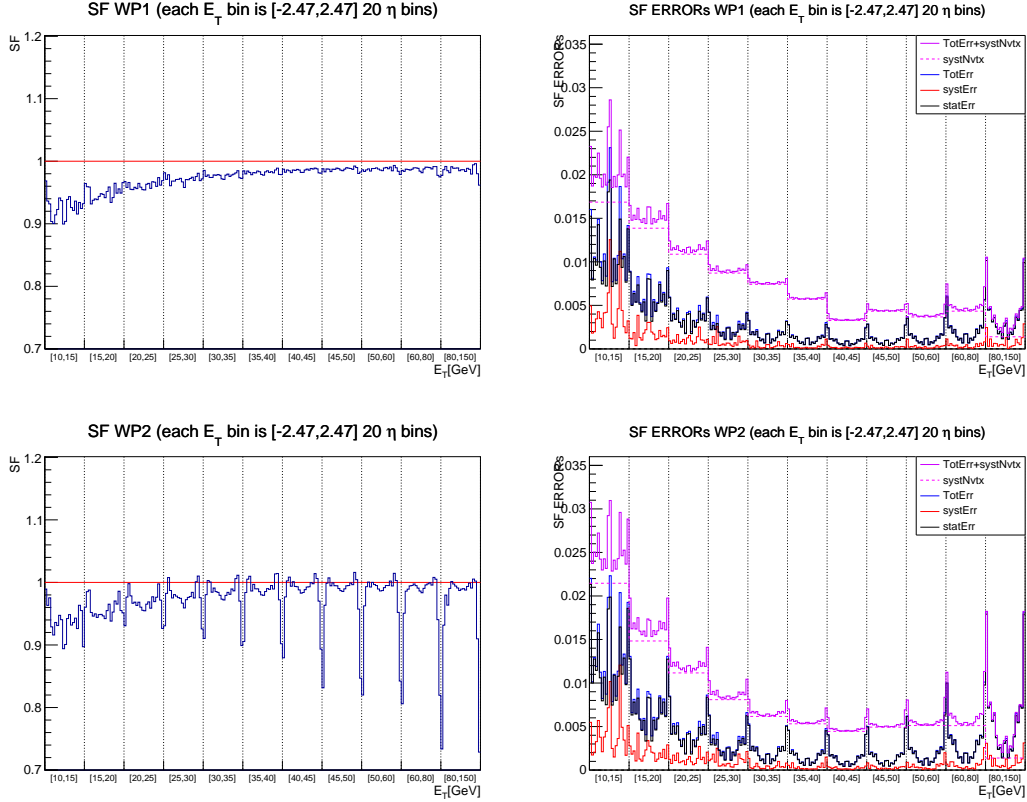 SF WP1 (each E_T bin is [-2.47,2.47] 20 η bins)
SF
1.2
1.1
1
0.9
0.8
0.7
[10,15] [15,20] [20,25] [25,30] [30,35] [35,40] [40,45] [45,50] [50,60] [60,80] [80,150]
E_T[GeV]
SF ERRORs WP1 (each E_T bin is [-2.47,2.47] 20 η bins)
SF ERRORs
0.035
0.03
0.025
0.02
0.015
0.01
0.005
0
TotErr+systNvtx
systNvtx
TotErr
systErr
statErr
[10,15] [15,20] [20,25] [25,30] [30,35] [35,40] [40,45] [45,50] [50,60] [60,80] [80,150]
E_T[GeV]
SF WP2 (each E_T bin is [-2.47,2.47] 20 η bins)
SF
1.2
1.1
1
0.9
0.8
0.7
[10,15] [15,20] [20,25] [25,30] [30,35] [35,40] [40,45] [45,50] [50,60] [60,80] [80,150]
E_T[GeV]
SF ERRORs WP2 (each E_T bin is [-2.47,2.47] 20 η bins)
SF ERRORs
0.035
0.03
0.025
0.02
0.015
0.01
0.005
0
TotErr+systNvtx
systNvtx
TotErr
systErr
statErr
[10,15] [15,20] [20,25] [25,30] [30,35] [35,40] [40,45] [45,50] [50,60] [60,80] [80,150]
E_T[GeV]